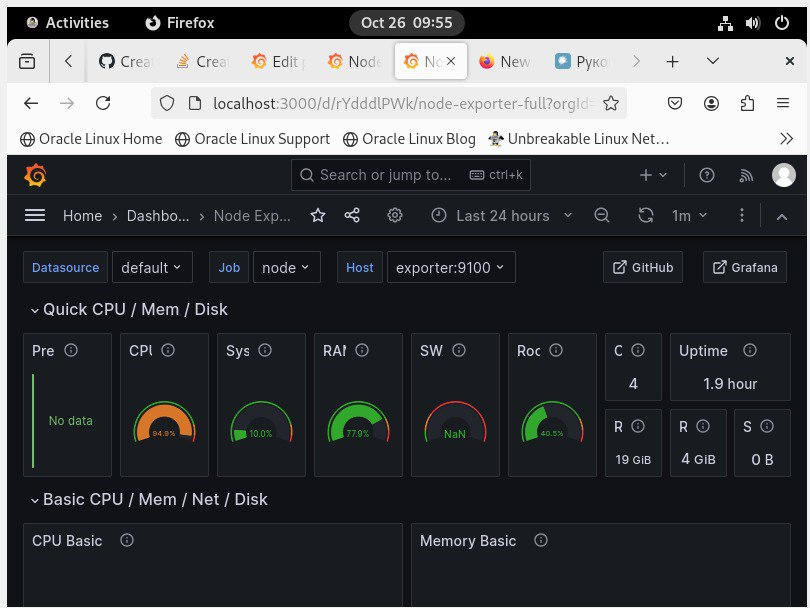 Activities Firefox Oct 26 09:55
Crea Crea Edit Node No New Руко
localhost:3000/d/rYdddlPWk/node-exporter-full?orgId=
Oracle Linux Home Oracle Linux Support Oracle Linux Blog Unbreakable Linux Net…
Search or jump to... ctrl+k
Home Dashbo... Node Exp... Last 24 hours 1m
Datasource default Job node Host exporter:9100 GitHub Grafana
Quick CPU / Mem / Disk
Pre CPU Sys RAM SW Roo C Uptime
4 1.9 hour
No data 94.9% 10.0% 77.9% NaN 40.5%
R R S
19 GiB 4 GiB 0 B
Basic CPU / Mem / Net / Disk
CPU Basic Memory Basic